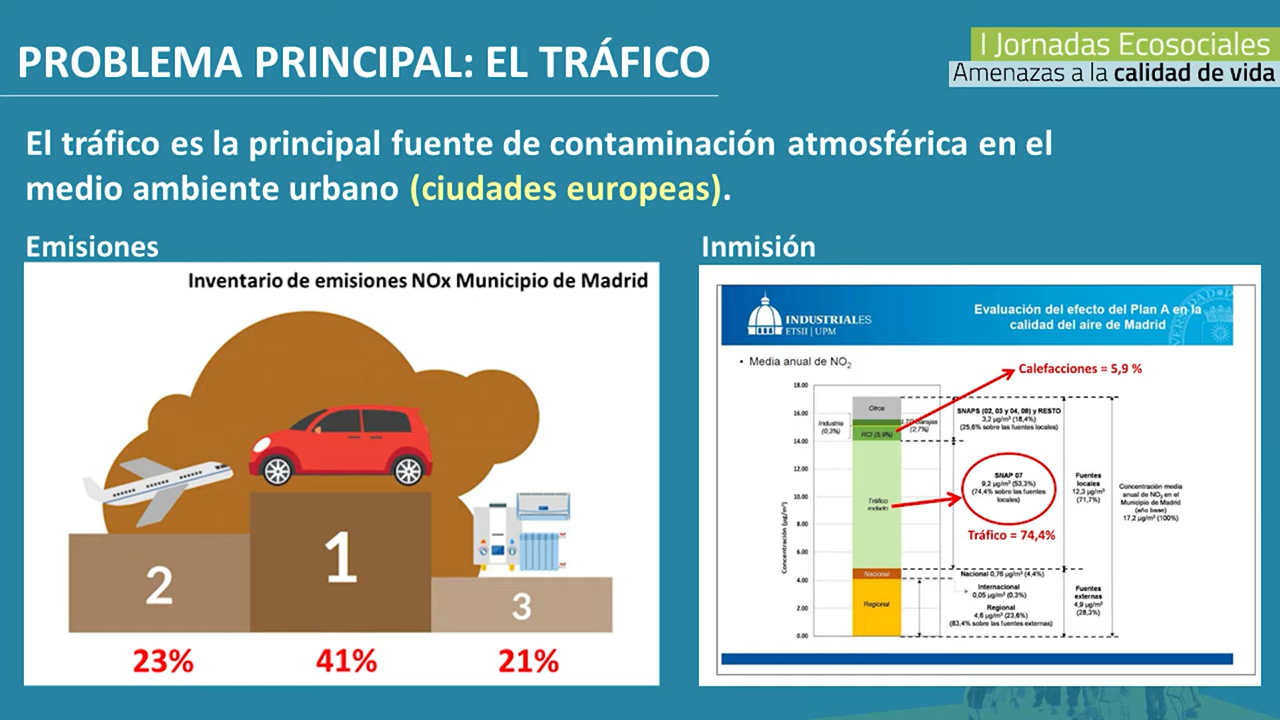 PROBLEMA PRINCIPAL: EL TRÁFICO
I Jornadas Ecosociales
Amenazas a la calidad de vida
El tráfico es la principal fuente de contaminación atmosférica en el
medio ambiente urbano (ciudades europeas).
Emisiones
Inventario de emisiones NOx Municipio de Madrid
2
1
3
23%
41%
21%
Inmisión
INDUSTRIALES
ETSII | UPM
Evaluación del efecto del Plan A en la
calidad del aire de Madrid
• Media anual de NO₂
Calefacciones = 5,9 %
Concentración (µg/m³)
18.00
16.00
14.00
12.00
10.00
8.00
6.00
4.00
2.00
0.00
Otros
Industria
(0,3%)
Barajas
(2,7%)
RCI (5,9%)
Tráfico
rodado
Nacional
Regional
SNAPS (02, 03 y 04, 08) y RESTO
3,2 µg/m³ (18,4%)
(25,6% sobre las fuentes locales)
SNAP 07
9,2 µg/m³ (53,3%)
(74,4% sobre las fuentes
locales)
Tráfico = 74,4%
Nacional 0,76 µg/m³ (4,4%)
Internacional
0,05 µg/m³ (0,3%)
Regional
4,6 µg/m³ (23,6%)
(83,4% sobre las fuentes externas)
Fuentes
locales
12,3 µg/m³
(71,7%)
Fuentes
externas
4,9 µg/m³
(28,3%)
Concentración media
anual de NO₂ en el
Municipio de Madrid
(año base)
17,2 µg/m³ (100%)